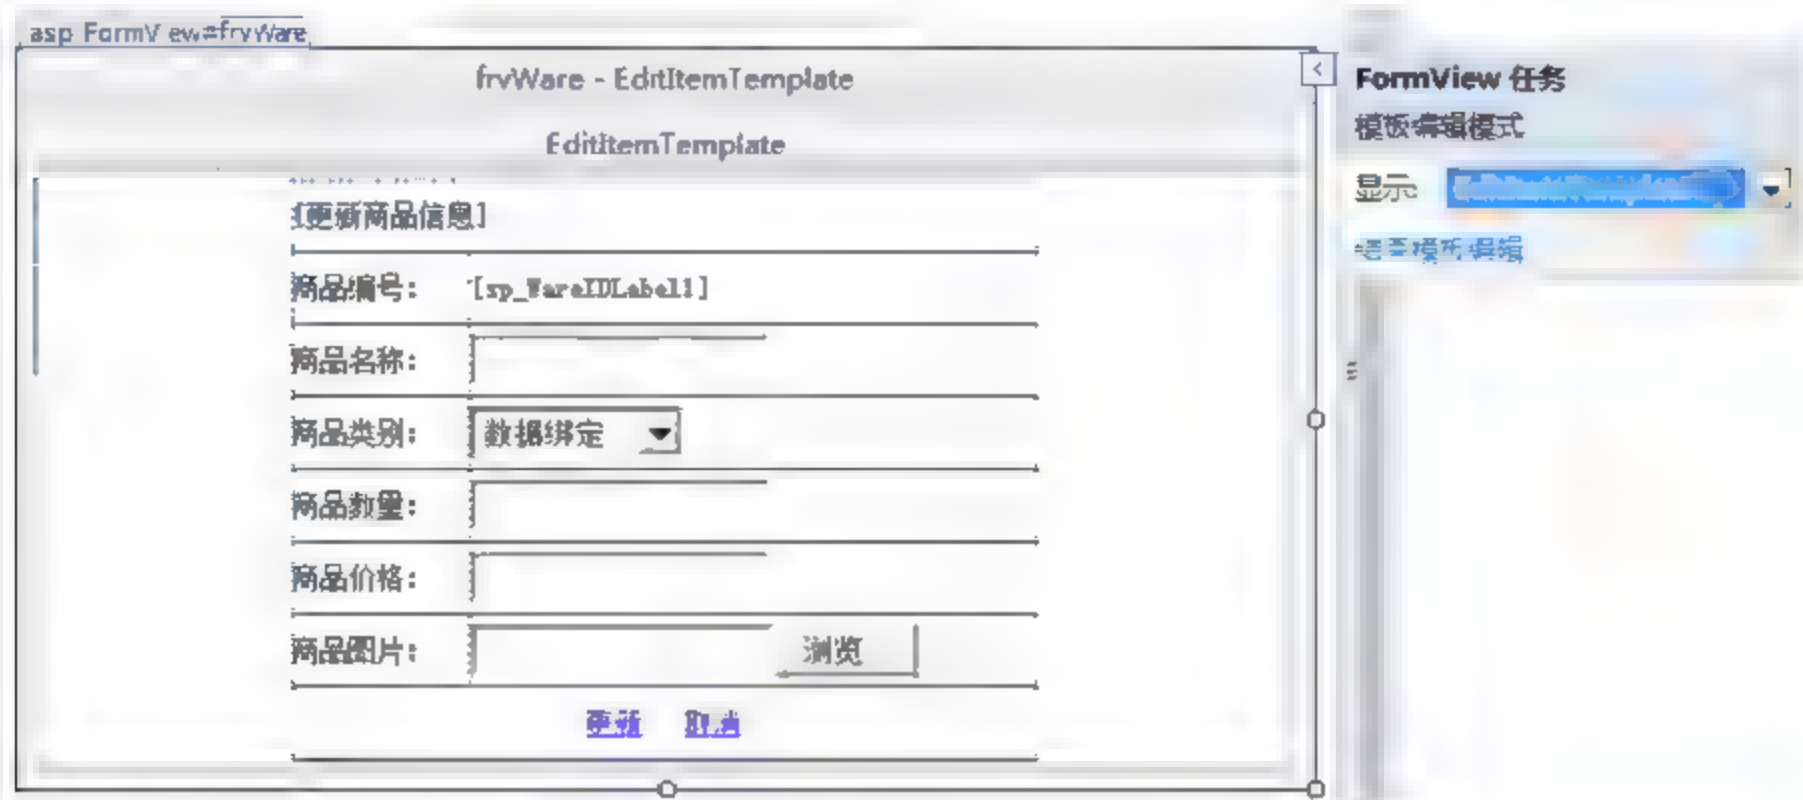 asp FormView#frvWare
frvWare - EditItemTemplate
EditItemTemplate
[更新商品信息]
商品编号: [sp_WareIDLabel1]
商品名称:
商品类别: 数据绑定
商品数量:
商品价格:
商品图片: 浏览
更新 取消
FormView 任务
模板编辑模式
显示:
结束模板编辑